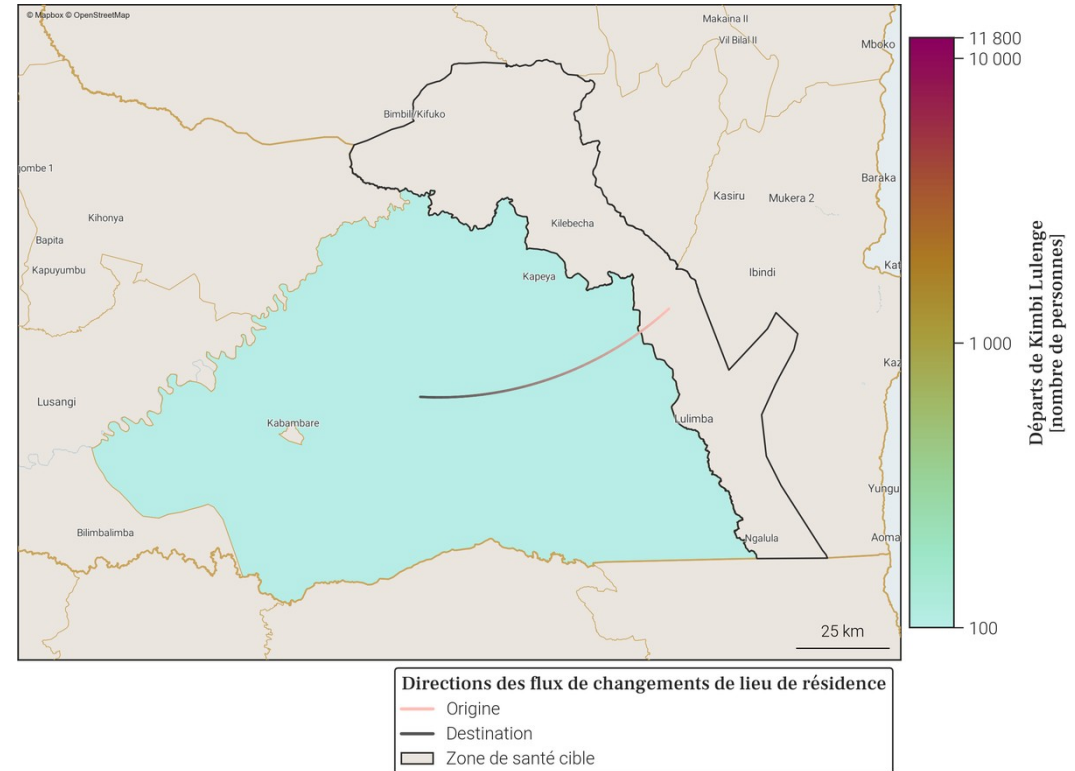 © Mapbox © OpenStreetMap
Makaina II
Vil Bilal II
Mboko
Bimbili/Kifuko
ombe 1
Baraka
Kasiru
Mukera 2
Kihonya
Kilebecha
Bapita
Kapuyumbu
Kapeya
Ibindi
Kat
Kaz
Lusangi
Kabambare
Lulimba
Yungu
Bilimbalimba
Ngalula
Aoma
25 km
11 800
10 000
1 000
100
Départs de Kimbi Lulenge
[nombre de personnes]
Directions des flux de changements de lieu de résidence
Origine
Destination
Zone de santé cible